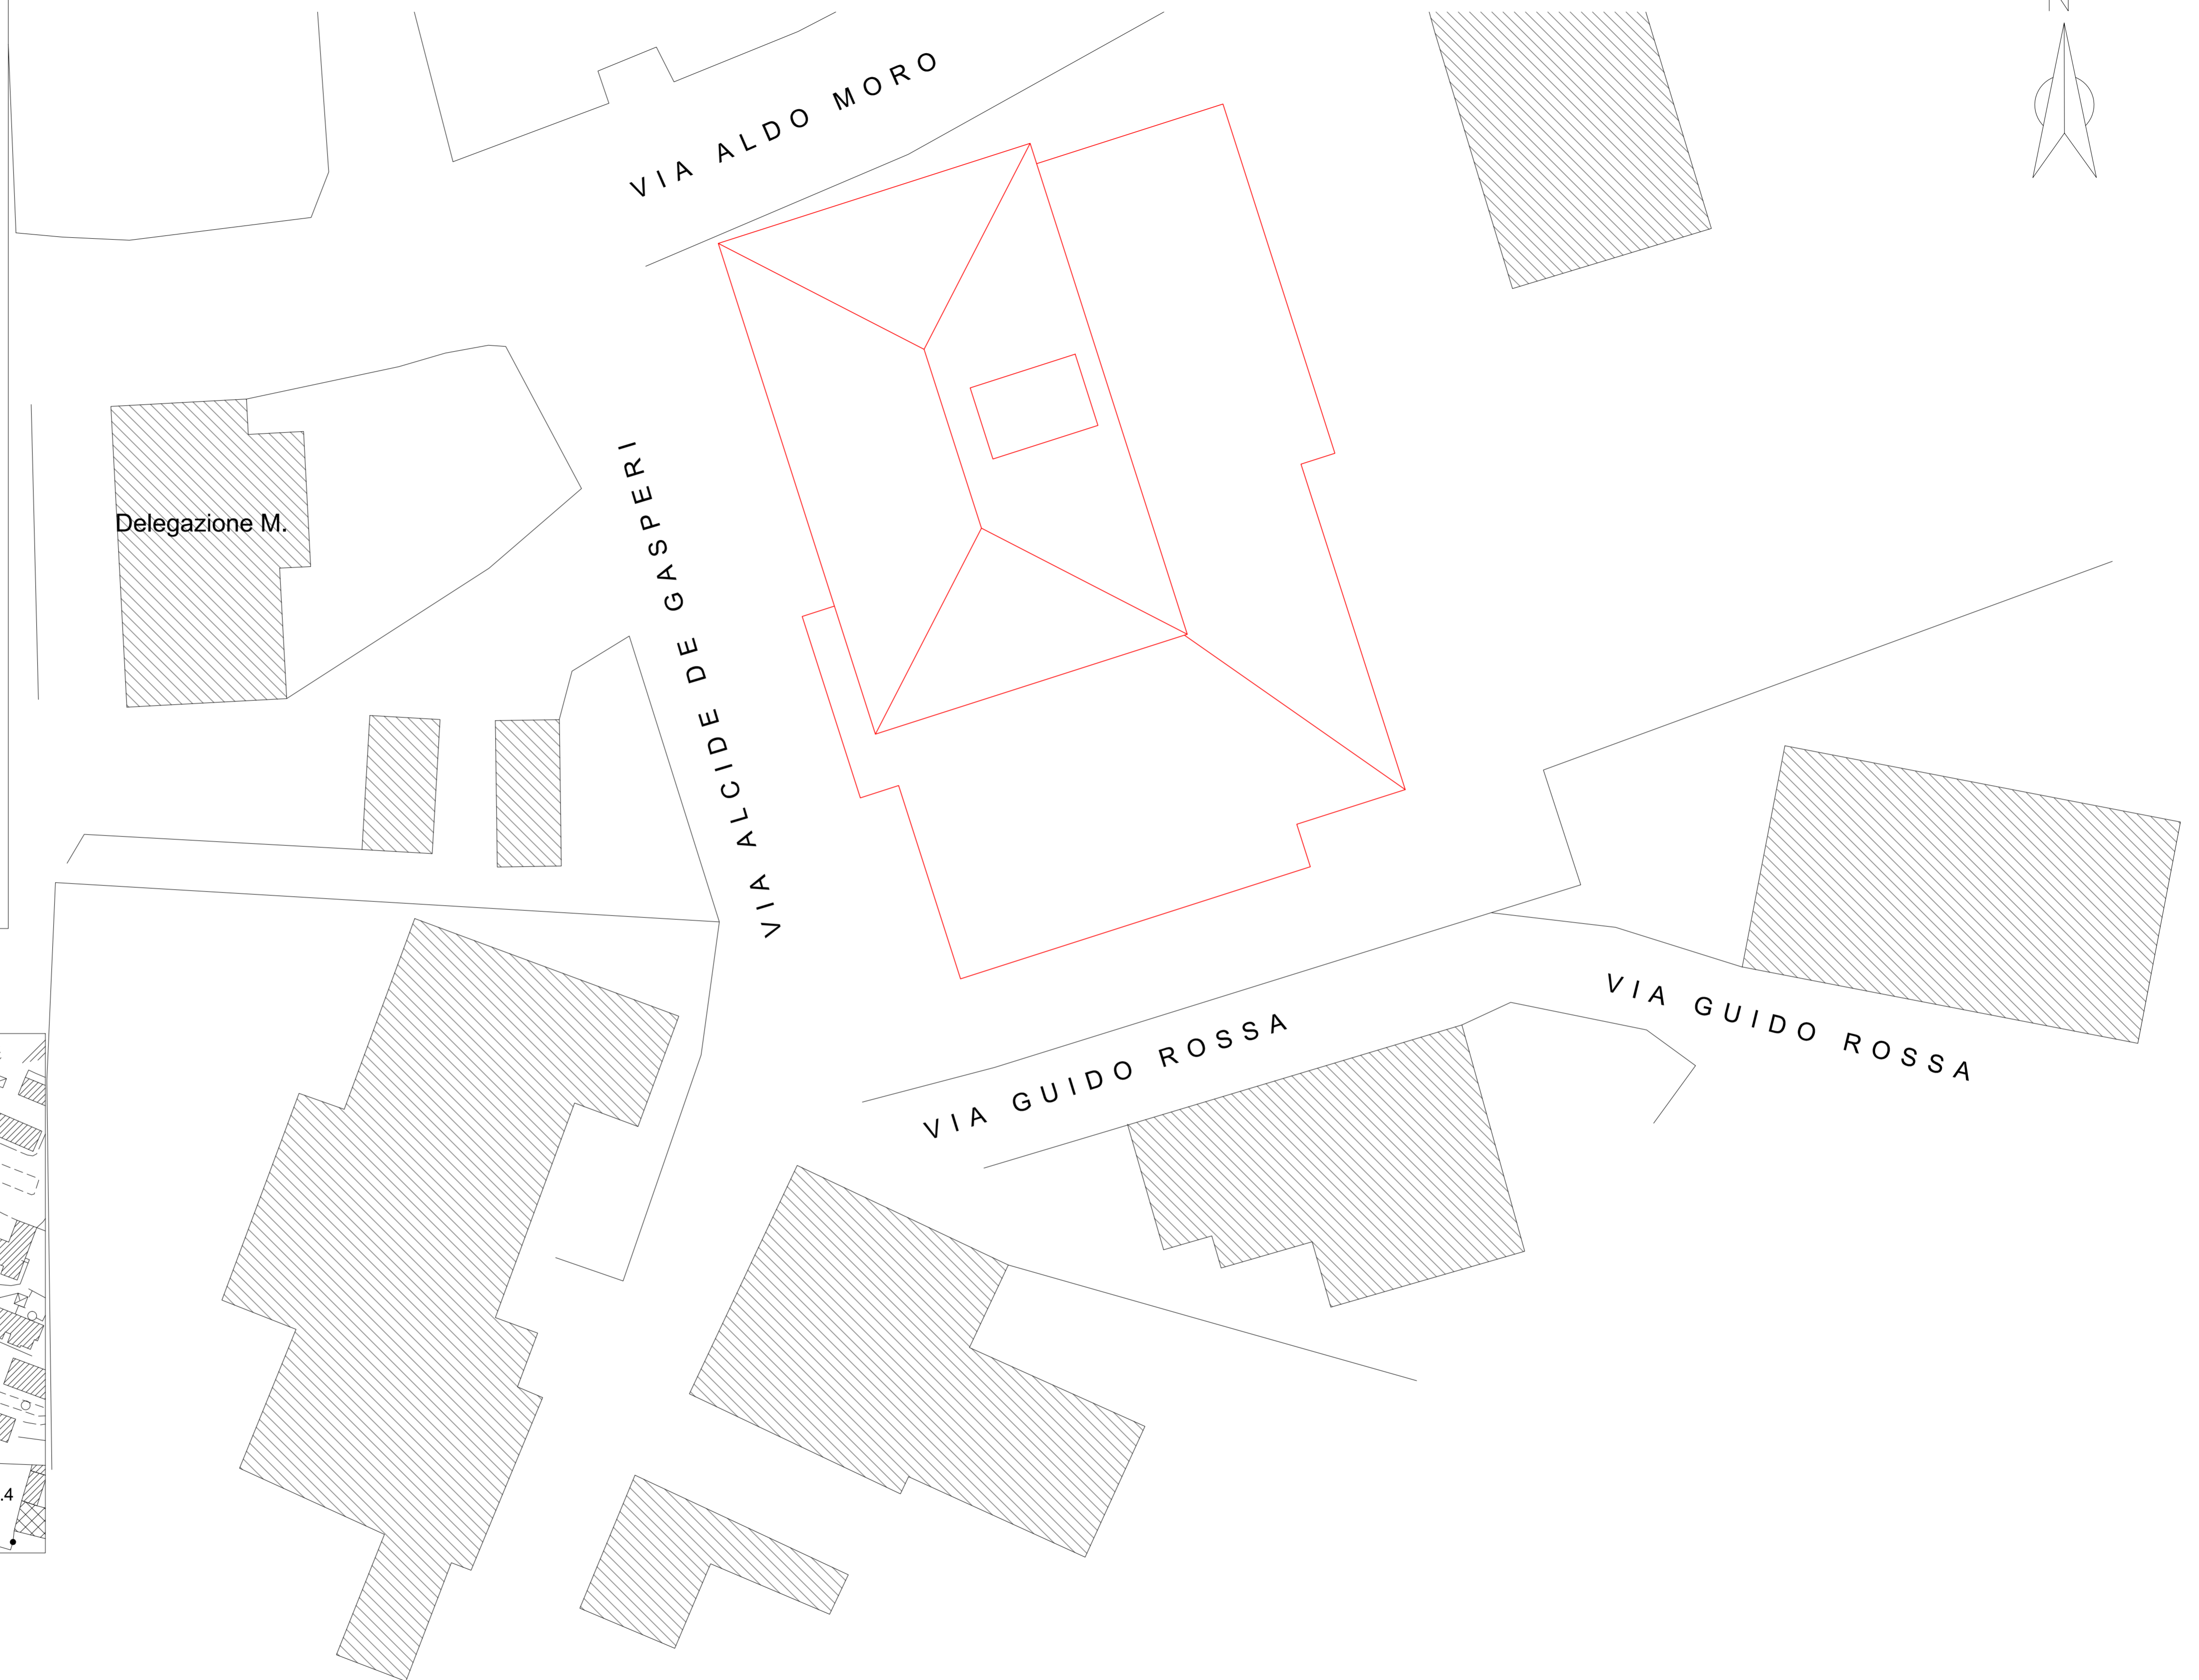 N
VIA ALDO MORO
VIA ALCIDE DE GASPERI
Delegazione M.
VIA GUIDO ROSSA
VIA GUIDO ROSSA
.4